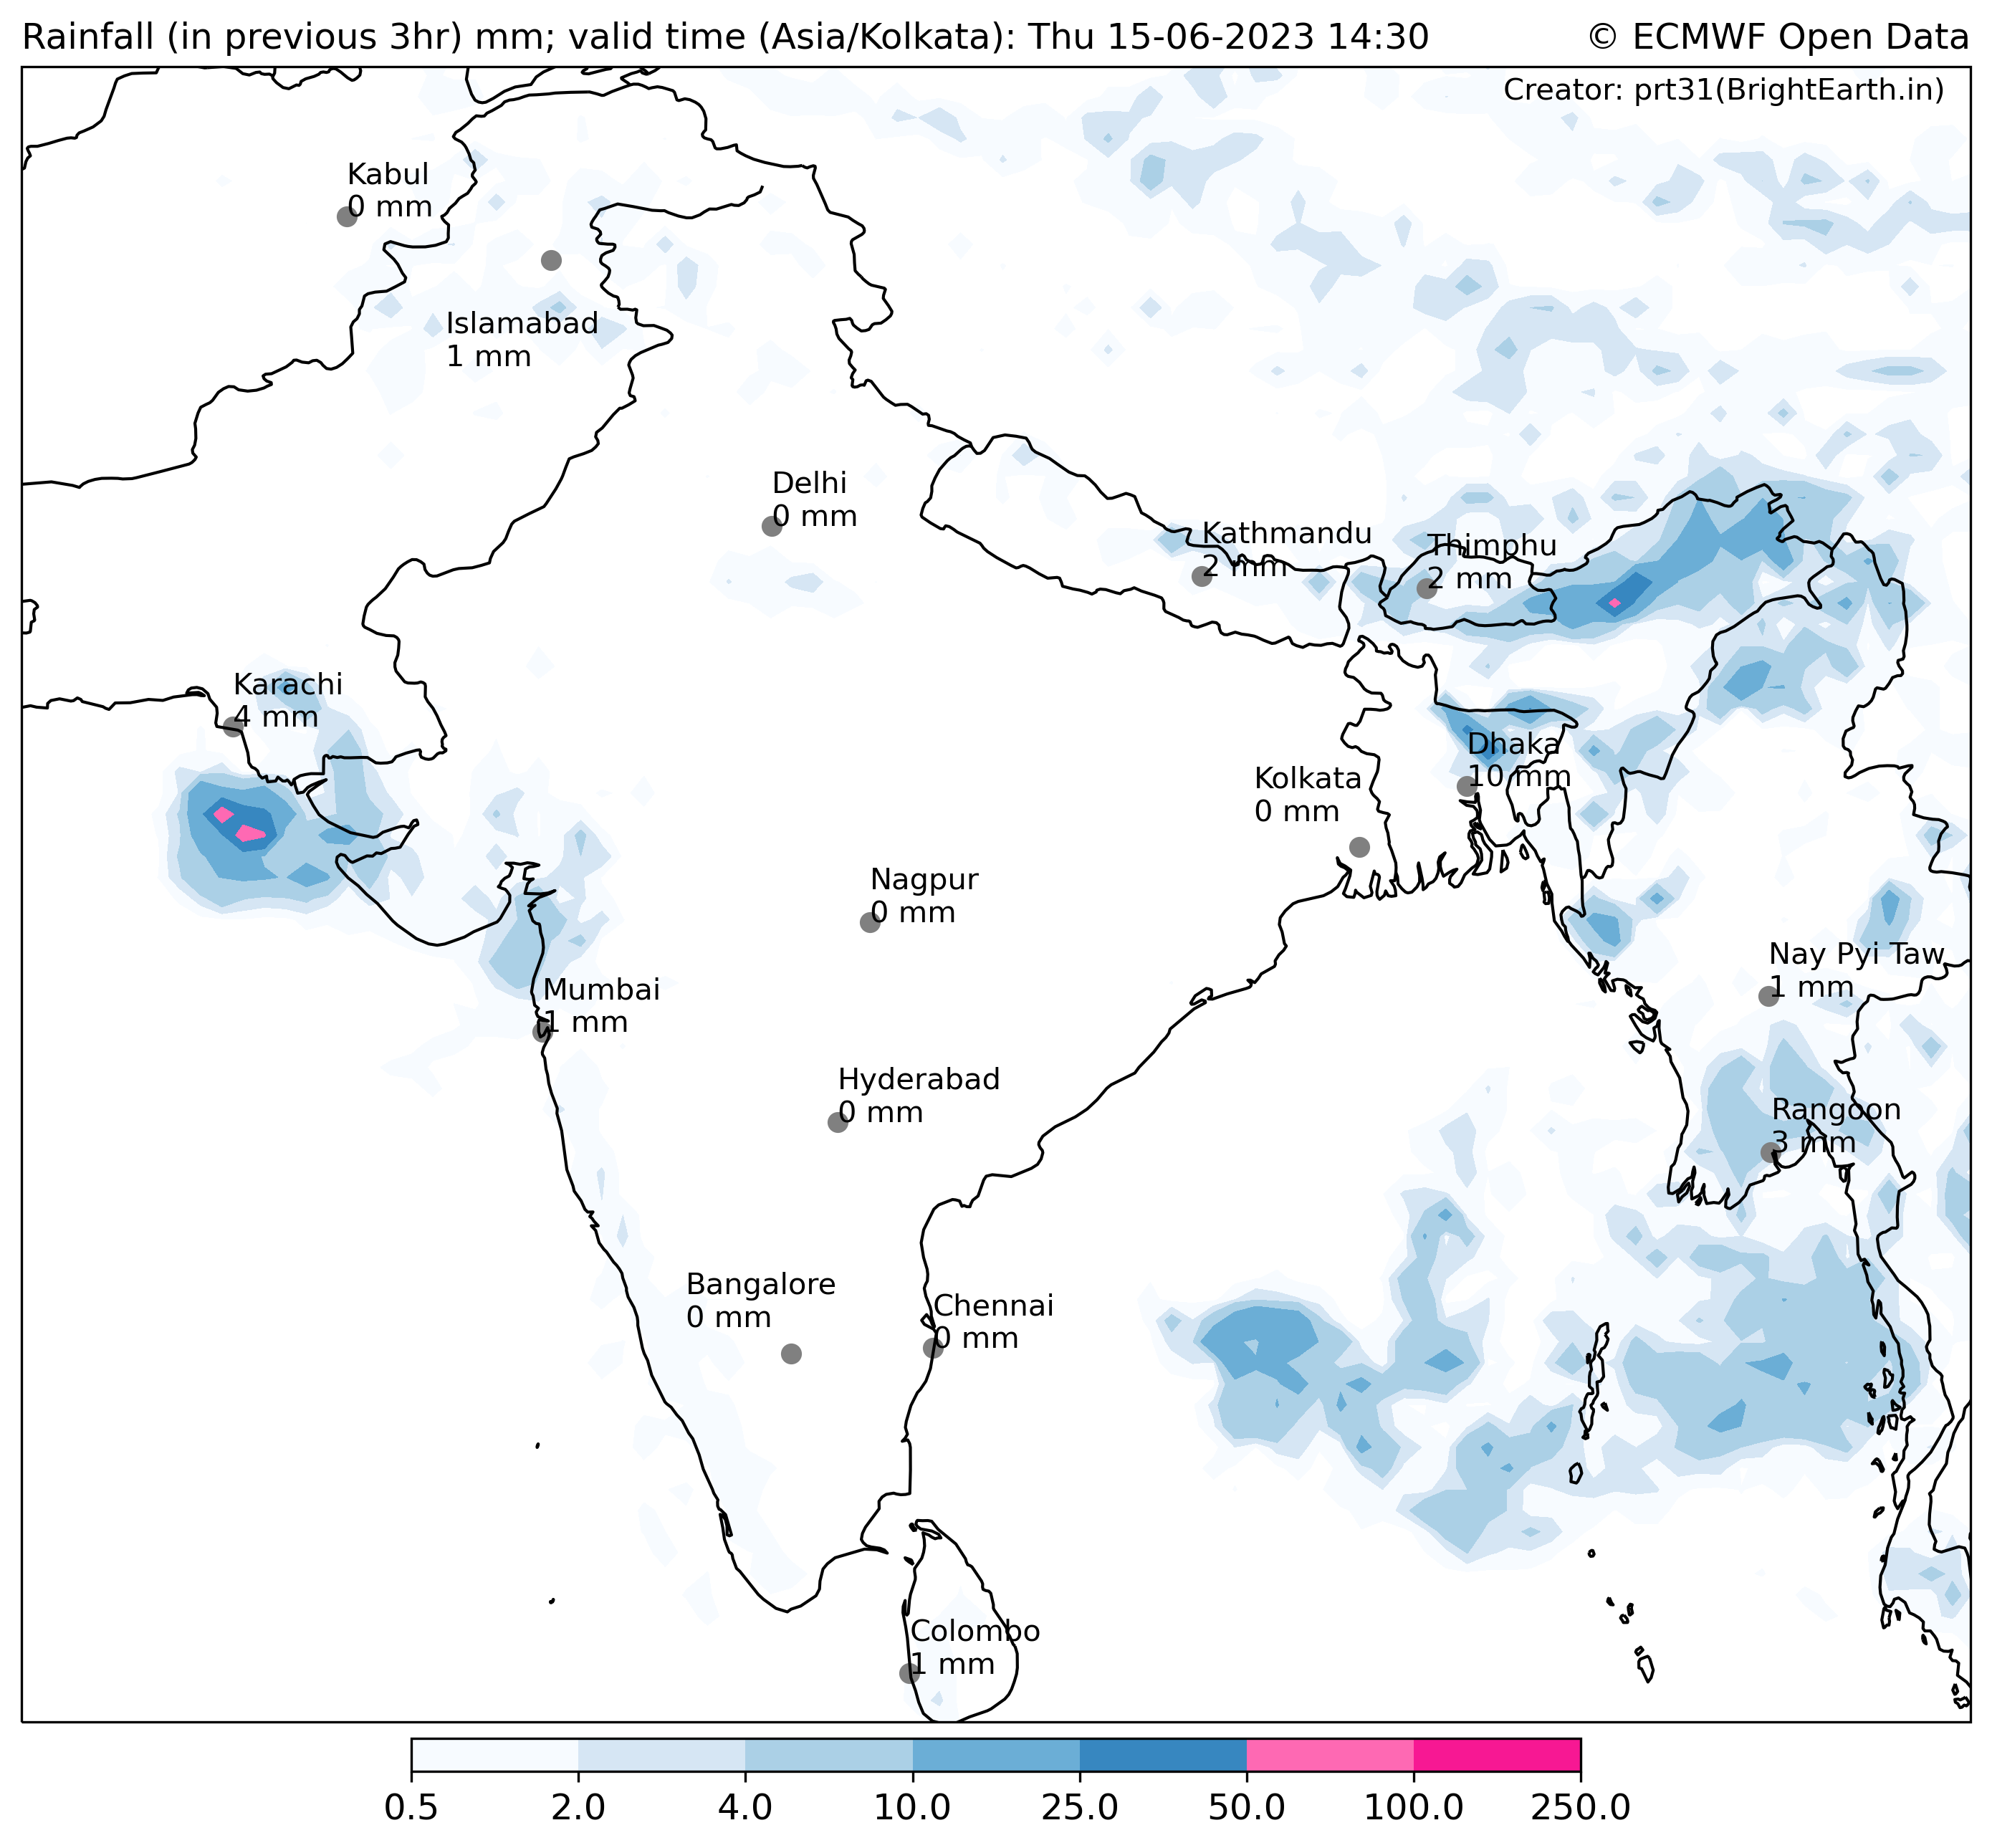 Rainfall (in previous 3hr) mm; valid time (Asia/Kolkata): Thu 15-06-2023 14:30
© ECMWF Open Data
Creator: prt31(BrightEarth.in)
Kabul
0 mm
Islamabad
1 mm
Delhi
0 mm
Kathmandu
2 mm
Thimphu
2 mm
Karachi
4 mm
Dhaka
10 mm
Kolkata
0 mm
Nagpur
0 mm
Nay Pyi Taw
1 mm
Mumbai
1 mm
Hyderabad
0 mm
Rangoon
3 mm
Bangalore
0 mm
Chennai
0 mm
Colombo
1 mm
0.5 2.0 4.0 10.0 25.0 50.0 100.0 250.0